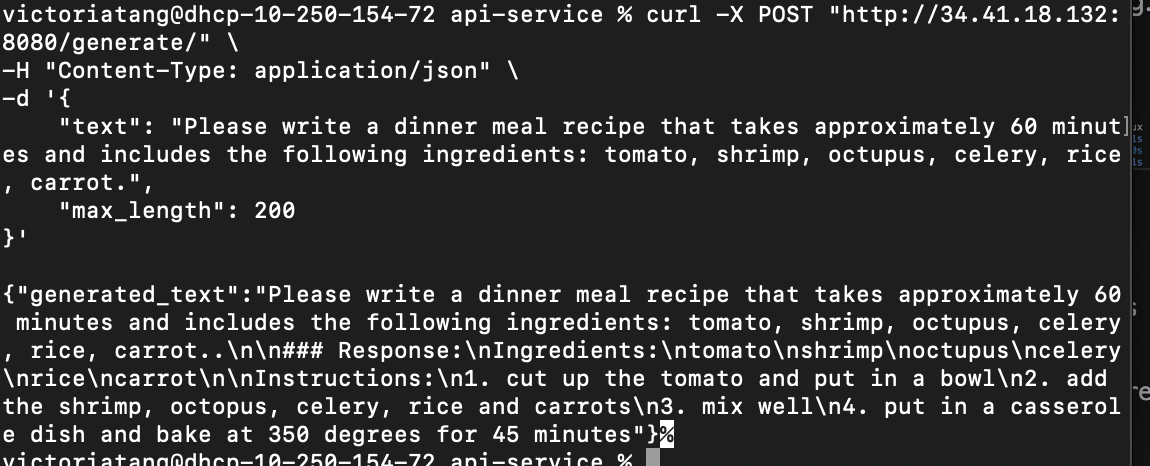 victoriatang@dhcp-10-250-154-72 api-service % curl -X POST "http://34.41.18.132:
8080/generate/" \
-H "Content-Type: application/json" \
-d '{
    "text": "Please write a dinner meal recipe that takes approximately 60 minut]
es and includes the following ingredients: tomato, shrimp, octupus, celery, rice
, carrot.",
    "max_length": 200
}'

{"generated_text":"Please write a dinner meal recipe that takes approximately 60
 minutes and includes the following ingredients: tomato, shrimp, octupus, celery
, rice, carrot..\n\n### Response:\nIngredients:\ntomato\nshrimp\noctupus\ncelery
\nrice\ncarrot\n\nInstructions:\n1. cut up the tomato and put in a bowl\n2. add
the shrimp, octopus, celery, rice and carrots\n3. mix well\n4. put in a casserol
e dish and bake at 350 degrees for 45 minutes"}%
victoriatang@dhcp-10-250-154-72 api-service %